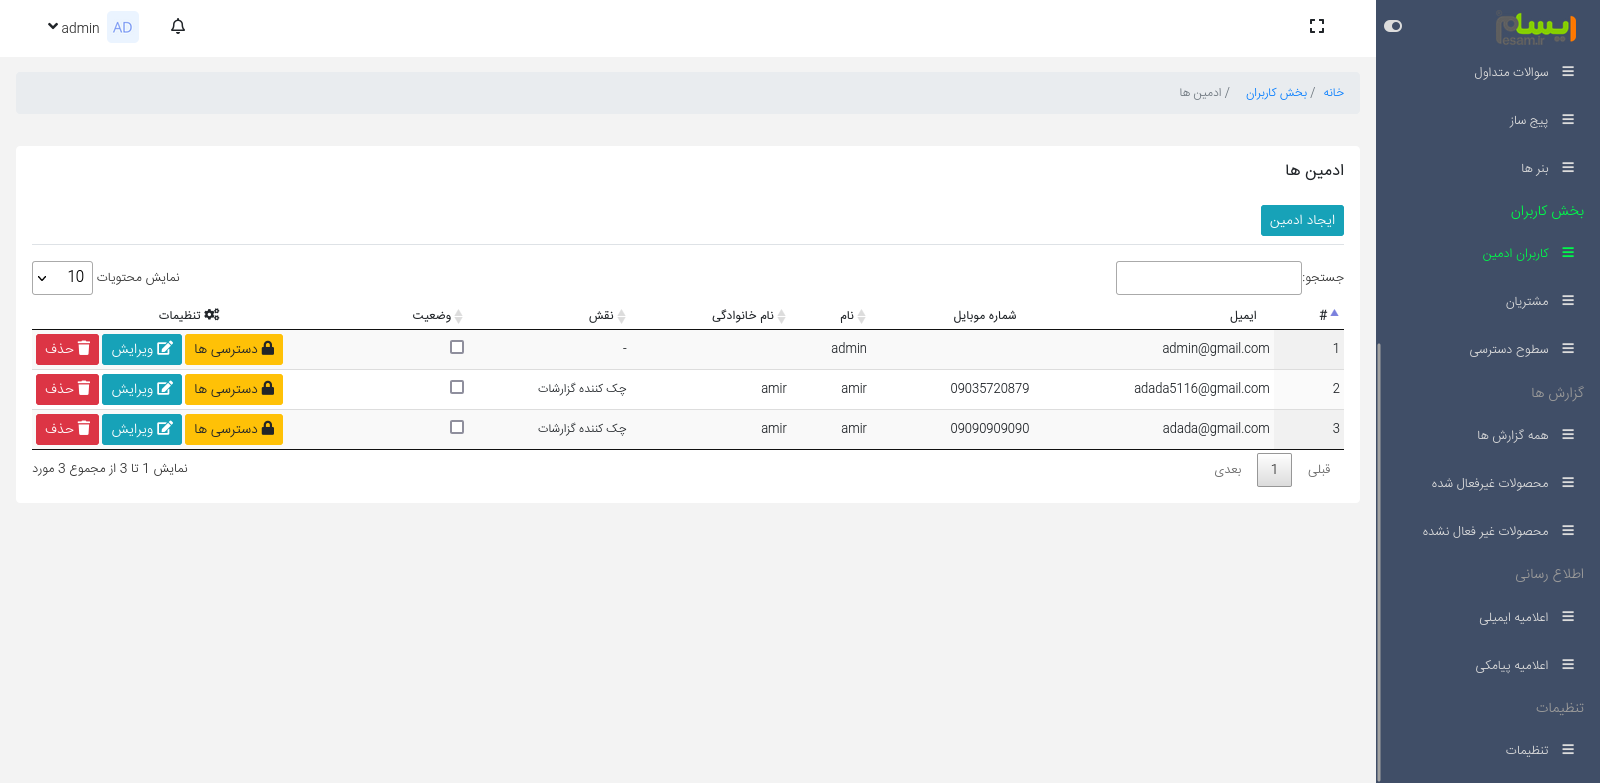 ایسام
esam.ir
سوالات متداول
پیج ساز
بنر ها
بخش کاربران
کاربران ادمین
مشتریان
سطوح دسترسی
گزارش ها
همه گزارش ها
محصولات غیرفعال شده
محصولات غیر فعال نشده
اطلاع رسانی
اعلامیه ایمیلی
اعلامیه پیامکی
تنظیمات
تنظیمات
admin AD
خانه / بخش کاربران / ادمین ها
ادمین ها
ایجاد ادمین
جستجو:
نمایش محتویات 10
# ایمیل شماره موبایل نام نام خانوادگی نقش وضعیت تنظیمات
1 admin@gmail.com admin - دسترسی ها ویرایش حذف
2 adada5116@gmail.com 09035720879 amir amir چک کننده گزارشات دسترسی ها ویرایش حذف
3 adada@gmail.com 09090909090 amir amir چک کننده گزارشات دسترسی ها ویرایش حذف
قبلی 1 بعدی
نمایش 1 تا 3 از مجموع 3 مورد